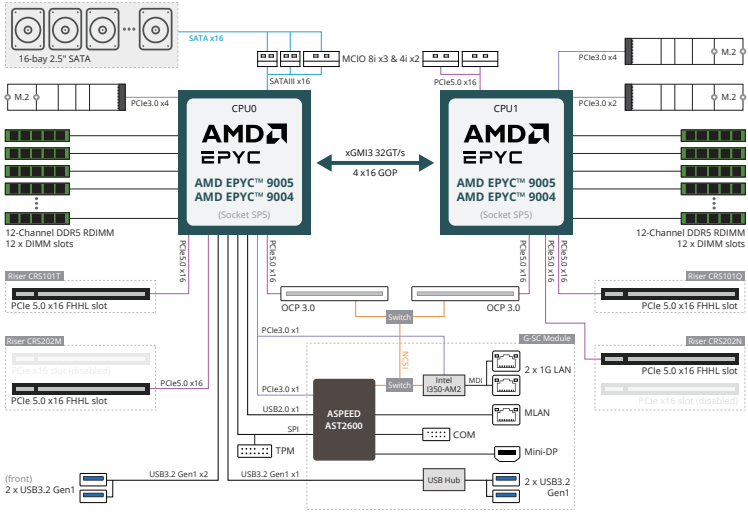 16-bay 2.5" SATA
SATA x16
MCIO 8i x3 & 4i x2
SATAIII x16
PCIe5.0 x16
PCIe3.0 x4
M.2
M.2
PCIe3.0 x4
PCIe3.0 x2
M.2
CPU0
AMD
EPYC
AMD EPYC™ 9005
AMD EPYC™ 9004
(Socket SP5)
xGMI3 32GT/s
4 x16 GOP
CPU1
AMD
EPYC
AMD EPYC™ 9005
AMD EPYC™ 9004
(Socket SP5)
12-Channel DDR5 RDIMM
12 x DIMM slots
12-Channel DDR5 RDIMM
12 x DIMM slots
PCIe5.0 x16
PCIe5.0 x16
PCIe5.0 x16
PCIe5.0 x16
PCIe5.0 x16
PCIe5.0 x16
Riser CRS101T
PCIe 5.0 x16 FHHL slot
Riser CRS101Q
PCIe 5.0 x16 FHHL slot
OCP 3.0
OCP 3.0
Switch
PCIe3.0 x1
NCSI
G-SC Module
Riser CRS202M
PCIe x16 slot (disabled)
PCIe 5.0 x16 FHHL slot
PCIe5.0 x16
Riser CRS202N
PCIe 5.0 x16 FHHL slot
PCIe x16 slot (disabled)
PCIe3.0 x1
Switch
Intel
I350-AM2
MDI
2 x 1G LAN
ASPEED
AST2600
USB2.0 x1
MLAN
SPI
TPM
COM
Mini-DP
(front)
2 x USB3.2 Gen1
USB3.2 Gen1 x2
USB3.2 Gen1 x1
USB Hub
2 x USB3.2
Gen1